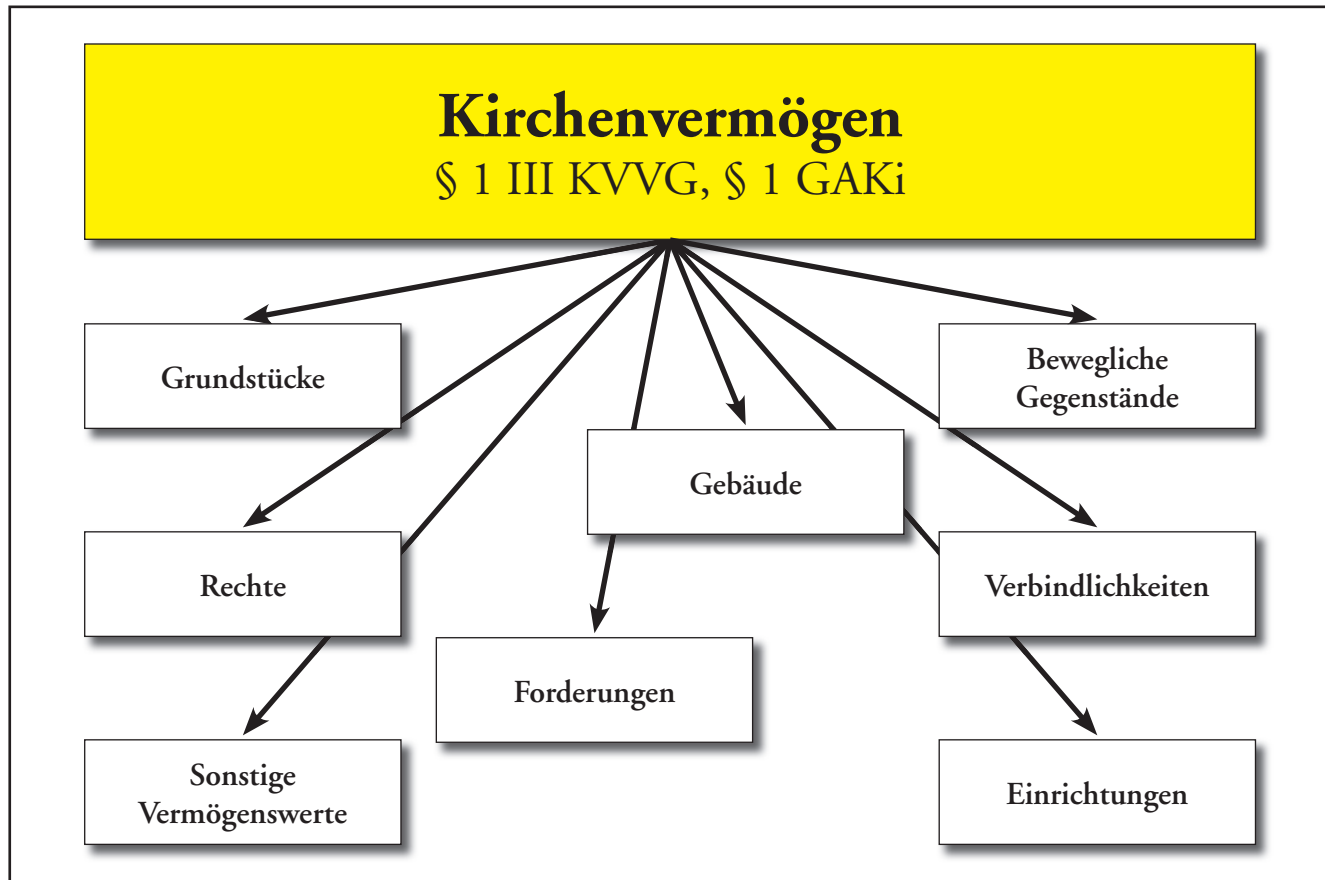 Kirchenvermögen
§ 1 III KVVG, § 1 GAKi
Grundstücke
Bewegliche
Gegenstände
Gebäude
Rechte
Verbindlichkeiten
Forderungen
Sonstige
Vermögenswerte
Einrichtungen